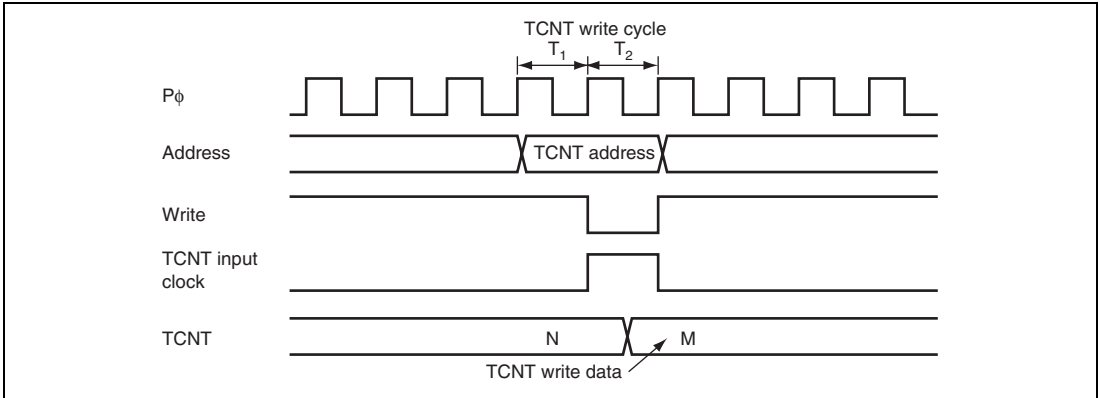 TCNT write cycle
T1 T2
Pϕ
Address
TCNT address
Write
TCNT input
clock
TCNT
N
M
TCNT write data